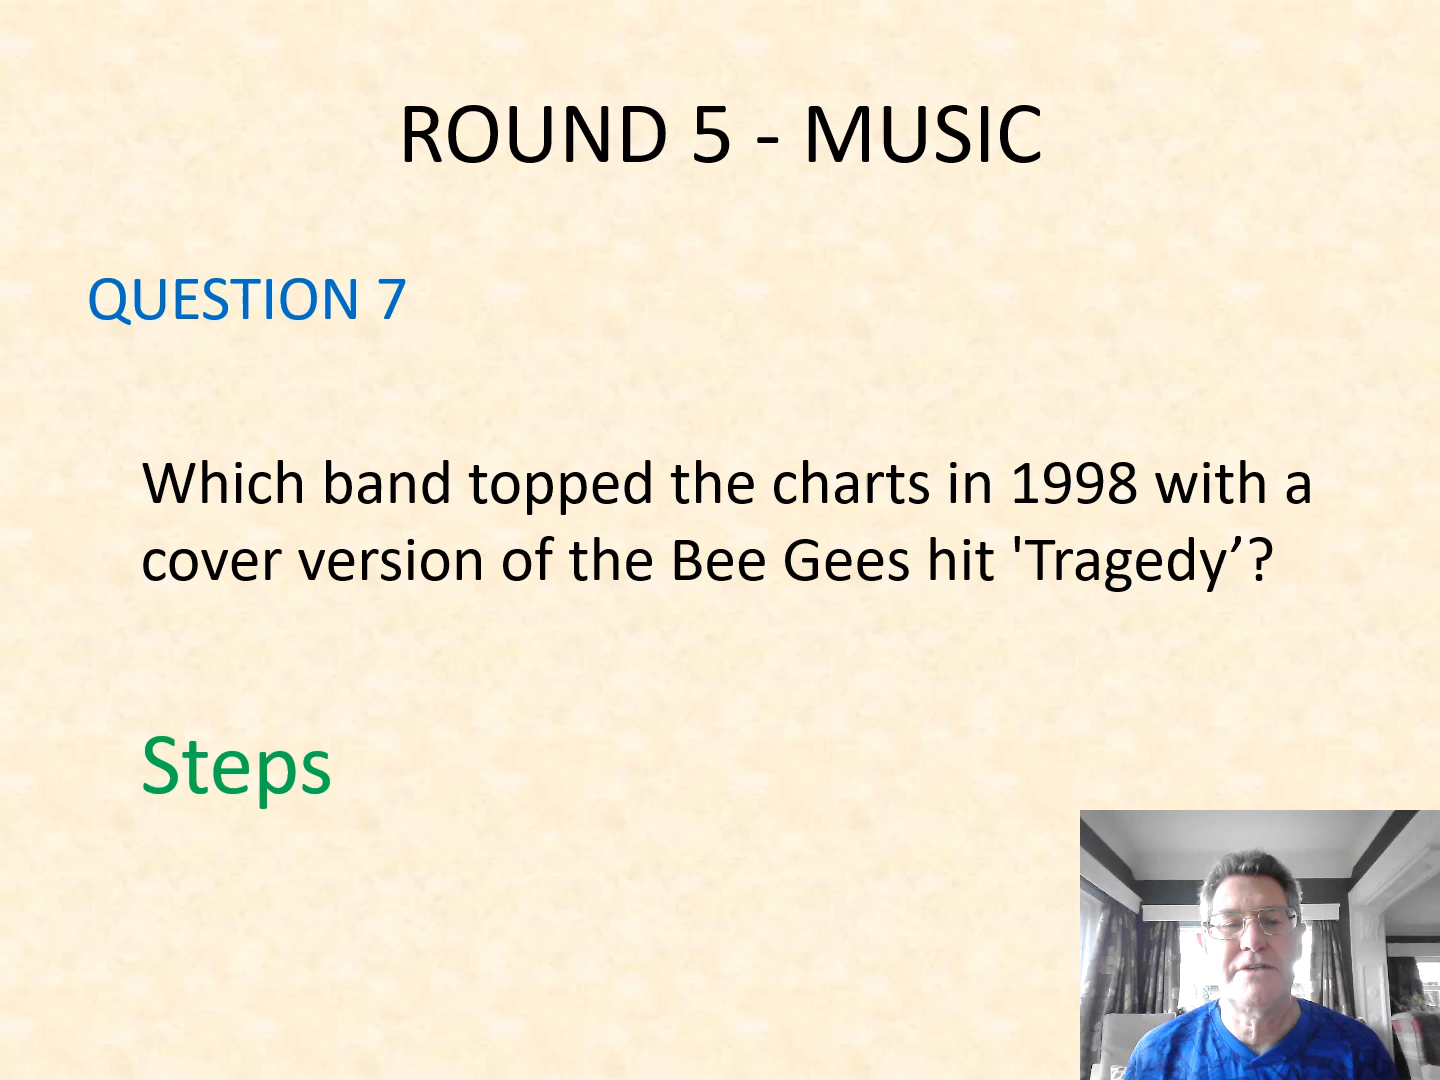 ROUND 5 - MUSIC
QUESTION 7
Which band topped the charts in 1998 with a
cover version of the Bee Gees hit 'Tragedy’?
Steps